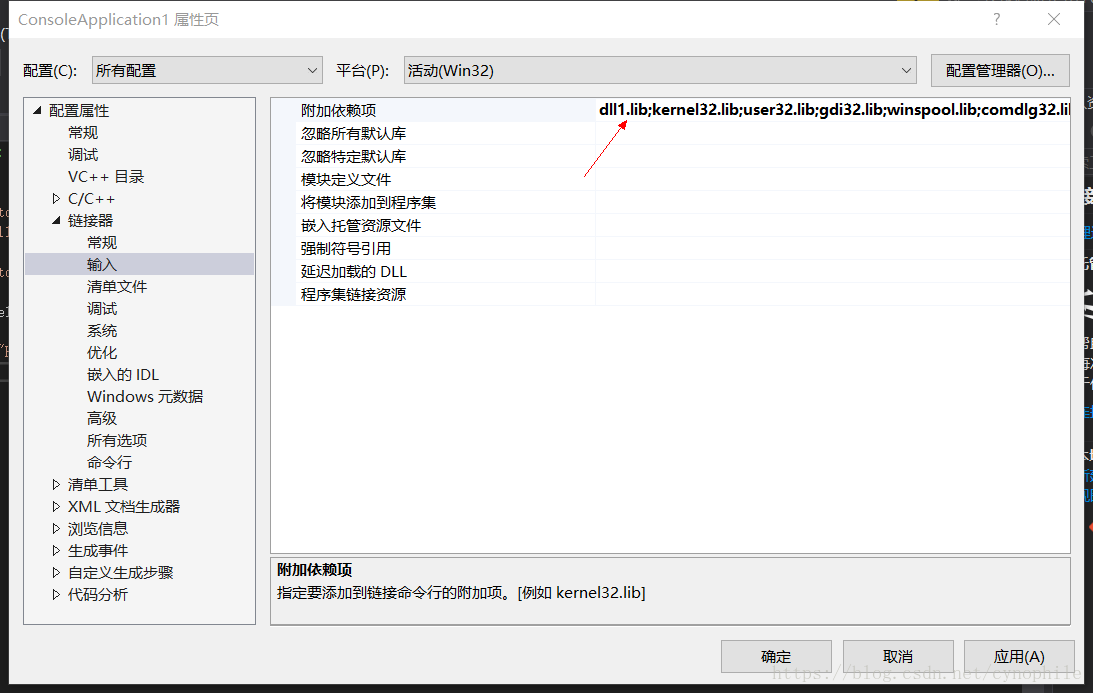 ConsoleApplication1 属性页
配置(C):
所有配置
平台(P):
活动(Win32)
配置管理器(O)...
配置属性
常规
调试
VC++ 目录
C/C++
链接器
常规
输入
清单文件
调试
系统
优化
嵌入的 IDL
Windows 元数据
高级
所有选项
命令行
清单工具
XML 文档生成器
浏览信息
生成事件
自定义生成步骤
代码分析
附加依赖项 dll1.lib;kernel32.lib;user32.lib;gdi32.lib;winspool.lib;comdlg32.li
忽略所有默认库
忽略特定默认库
模块定义文件
将模块添加到程序集
嵌入托管资源文件
强制符号引用
延迟加载的 DLL
程序集链接资源
附加依赖项
指定要添加到链接命令行的附加项。[例如 kernel32.lib]
确定
取消
应用(A)
https://blog.csdn.net/cynophile